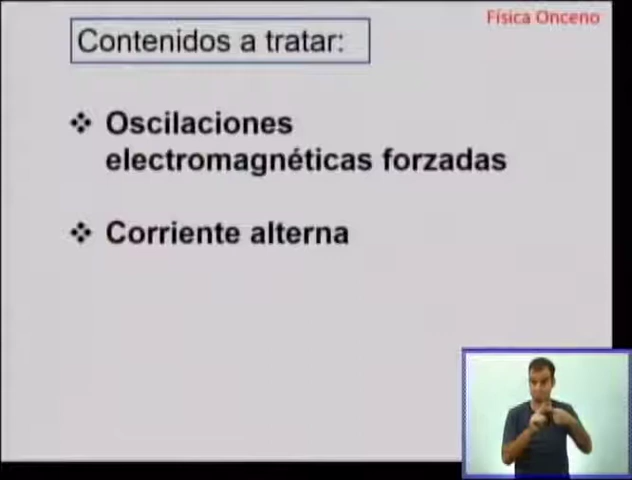 Física Onceno
Contenidos a tratar:
Oscilaciones
electromagnéticas forzadas
Corriente alterna